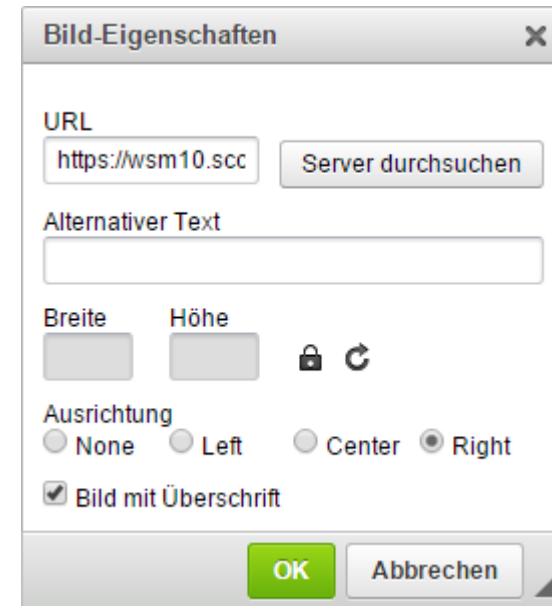 Bild-Eigenschaften
URL
https://wsm10.scc Server durchsuchen
Alternativer Text
Breite Höhe
Ausrichtung
None Left Center Right
Bild mit Überschrift
OK Abbrechen